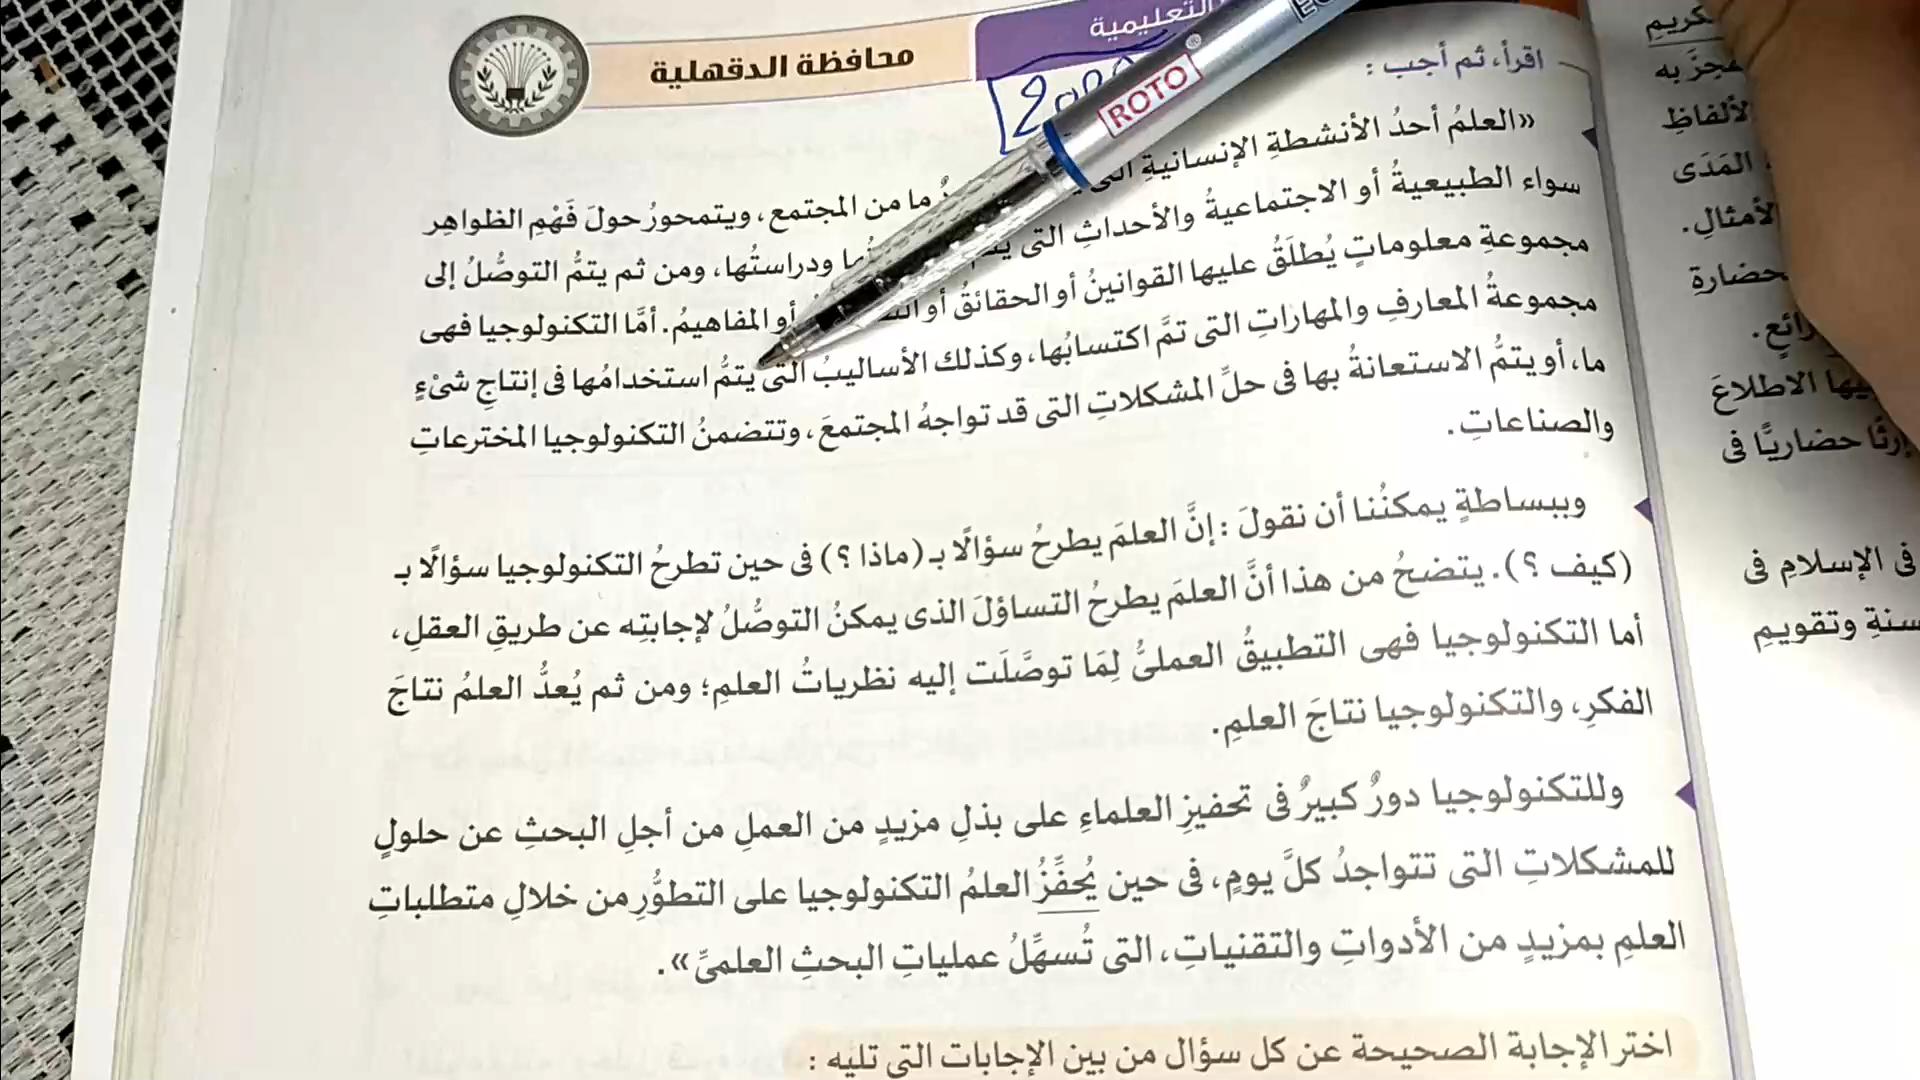 التعليمية
محافظة الدقهلية
اقرأ، ثم أجب :
«العلمُ أحدُ الأنشطةِ الإنسانيةِ ما من المجتمع، ويتمحورُ حولَ فَهْمِ الظواهِرِ
سواء الطبيعيةُ أو الاجتماعيةُ والأحداثِ التى ودراستُها، ومن ثم يتمُّ التوصُّلُ إلى
مجموعةِ معلوماتٍ يُطلَقُ عليها القوانينُ أو الحقائقُ أو أو المفاهيمُ. أمَّا التكنولوجيا فهى
مجموعةُ المعارفِ والمهاراتِ التى تمَّ اكتسابُها، وكذلك الأساليبُ التى يتمُّ استخدامُها فى إنتاجِ شىْءٍ
ما، أو يتمُّ الاستعانةُ بها فى حلِّ المشكلاتِ التى قد تواجهُ المجتمعَ، وتتضمنُ التكنولوجيا المخترعاتِ
والصناعاتِ.
وببساطةٍ يمكنُنا أن نقولَ : إنَّ العلمَ يطرحُ سؤالًا بـ (ماذا ؟) فى حين تطرحُ التكنولوجيا سؤالًا بـ
(كيف ؟). يتضحُ من هذا أنَّ العلمَ يطرحُ التساؤلَ الذى يمكنُ التوصُّلُ لإجابتِه عن طريقِ العقلِ،
أما التكنولوجيا فهى التطبيقُ العملىُّ لِمَا توصَّلَت إليه نظرياتُ العلمِ؛ ومن ثم يُعدُّ العلمُ نتاجَ
الفكرِ، والتكنولوجيا نتاجَ العلمِ.
وللتكنولوجيا دورٌ كبيرٌ فى تحفيزِ العلماءِ على بذلِ مزيدٍ من العملِ من أجلِ البحثِ عن حلولٍ
للمشكلاتِ التى تتواجدُ كلَّ يومٍ، فى حين يُحفِّزُ العلمُ التكنولوجيا على التطوُّرِ من خلالِ متطلباتِ
العلمِ بمزيدٍ من الأدواتِ والتقنياتِ، التى تُسهِّلُ عملياتِ البحثِ العلمىِّ».
اختر الإجابة الصحيحة عن كل سؤال من بين الإجابات التى تليه :
ROTO
الألفاظِ
المَدَى
الأمثالِ.
الاطلاعَ
إرثًا حضاريًّا فى
فى الإسلامِ فى
سنةِ وتقويمِ